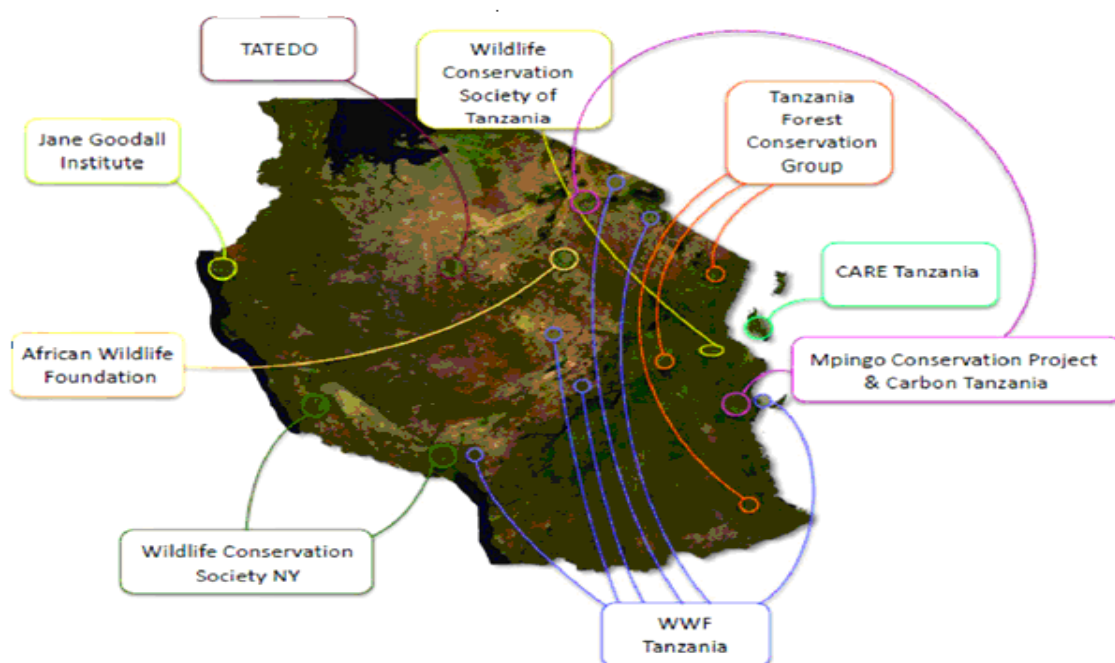 TATEDO
Wildlife
Conservation
Society of
Tanzania
Tanzania
Forest
Conservation
Group
Jane Goodall
Institute
CARE Tanzania
African Wildlife
Foundation
Mpingo Conservation Project
& Carbon Tanzania
Wildlife Conservation
Society NY
WWF
Tanzania